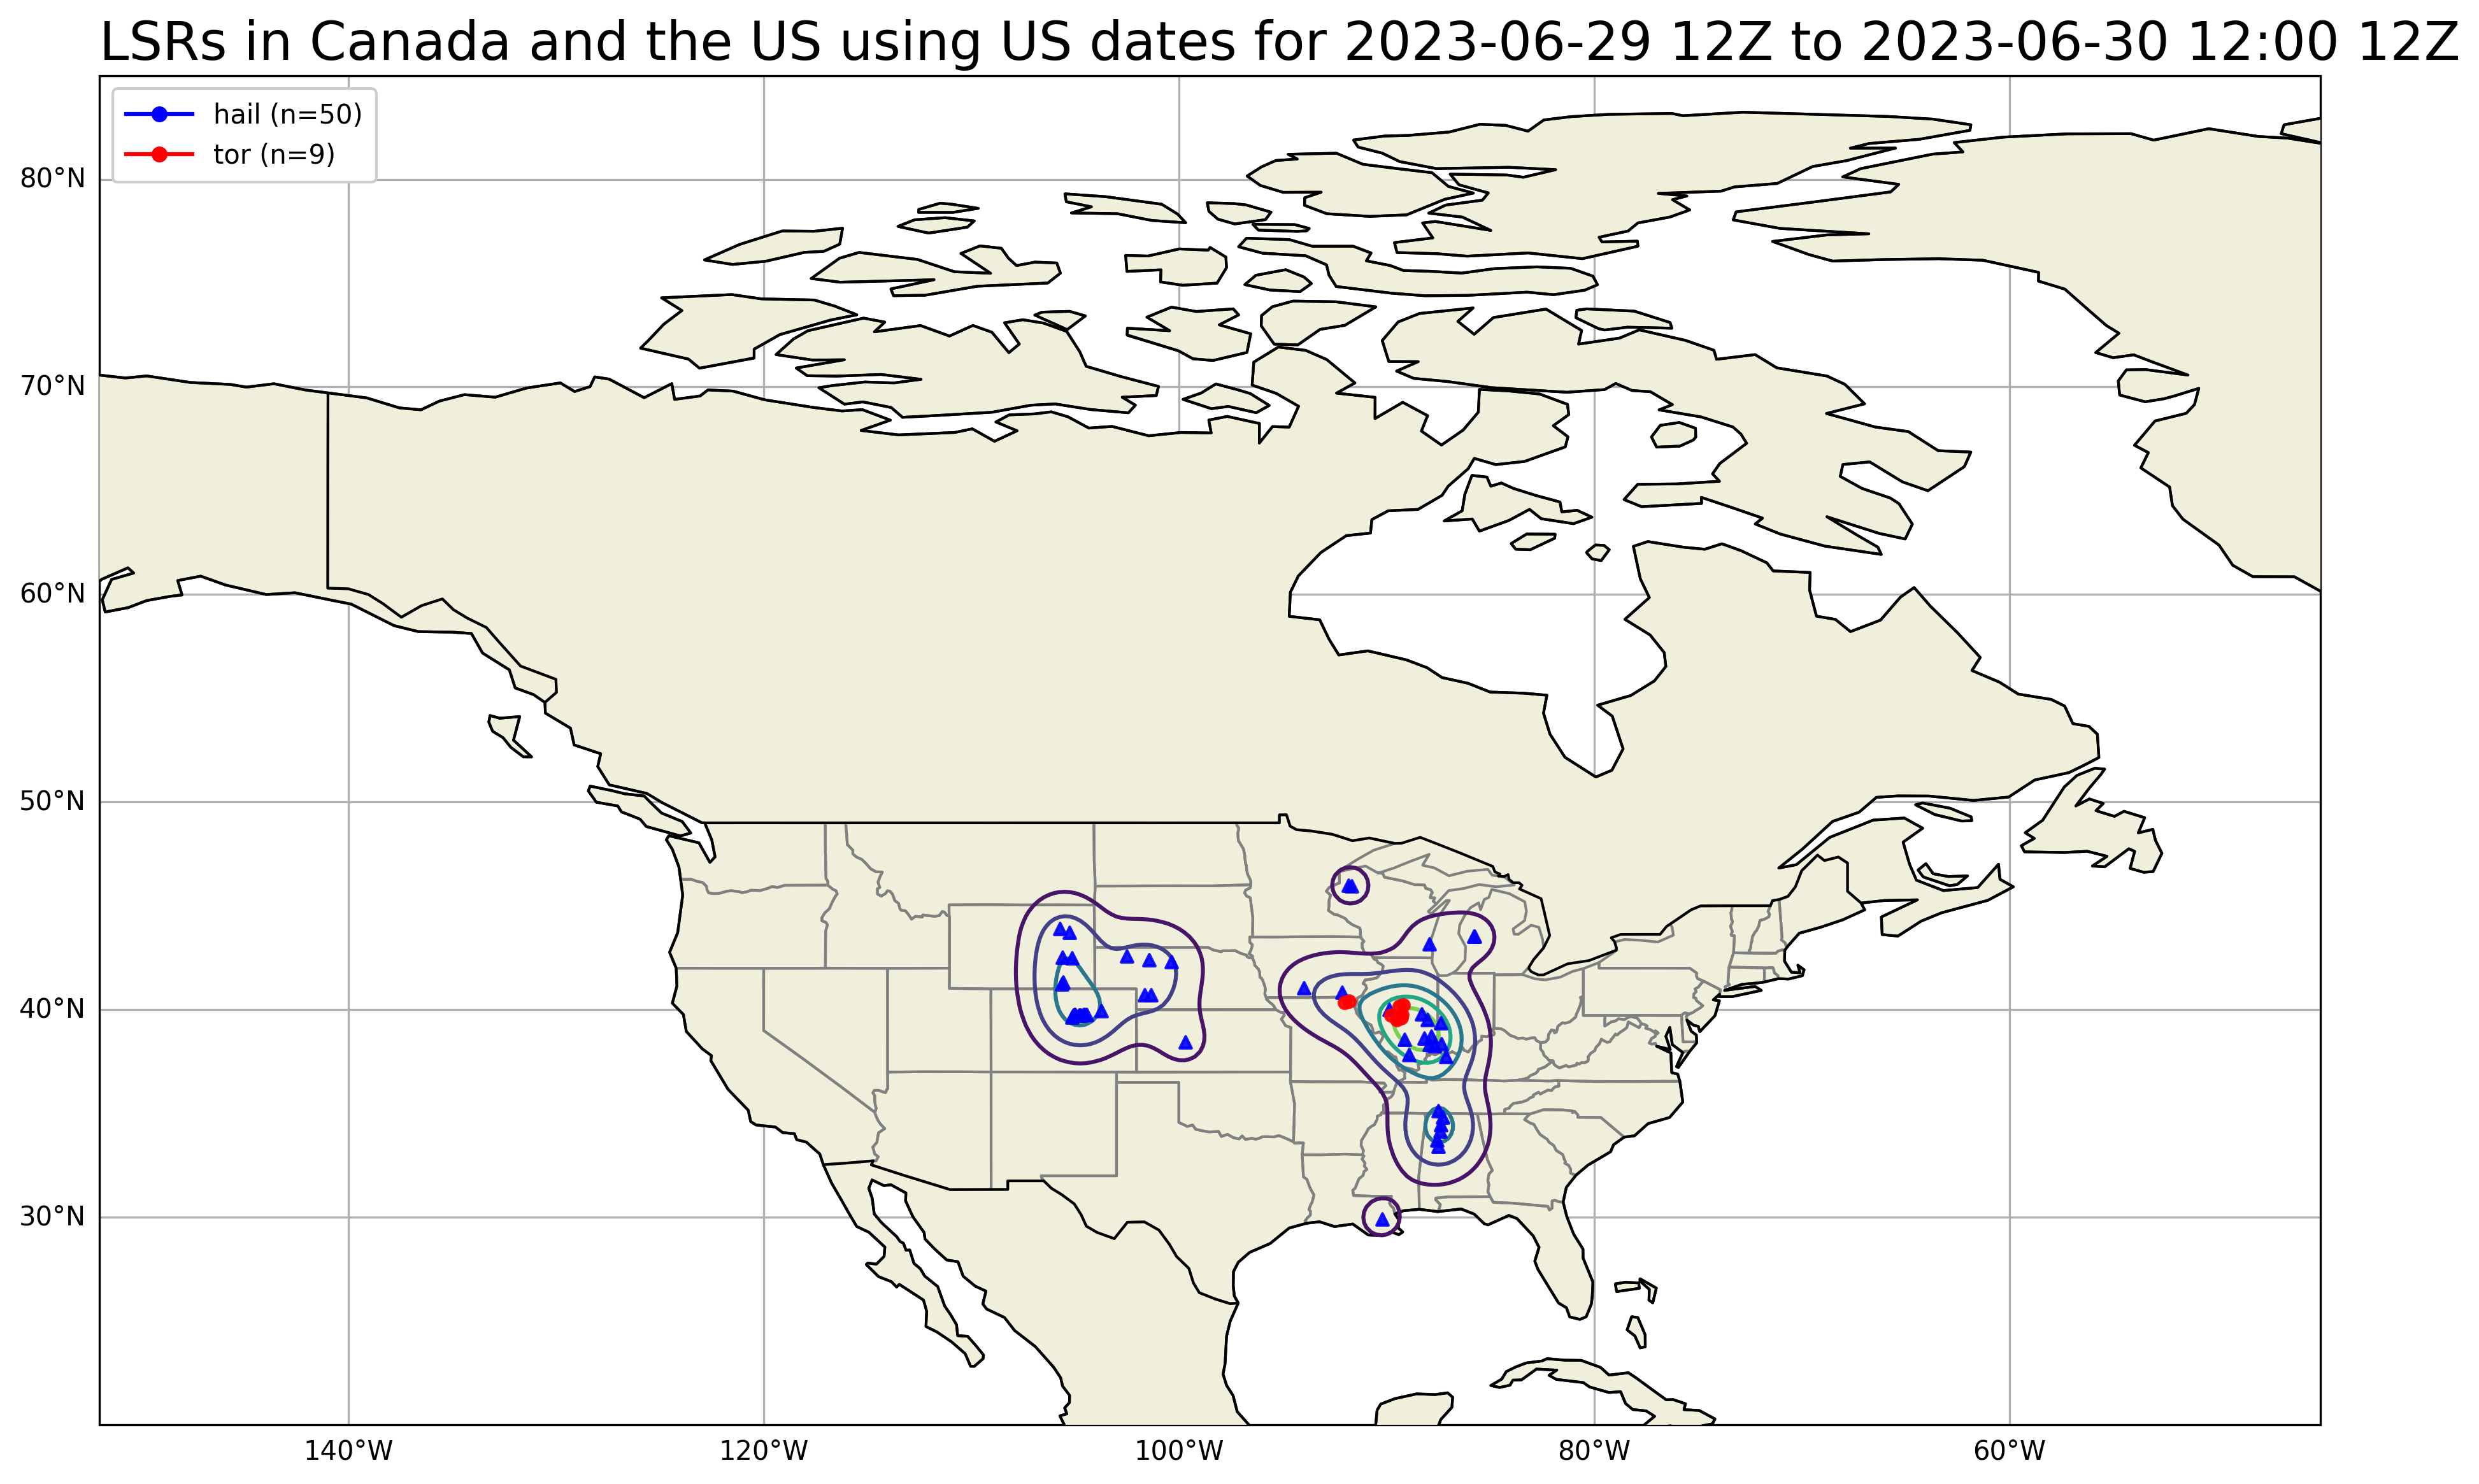 LSRs in Canada and the US using US dates for 2023-06-29 12Z to 2023-06-30 12:00 12Z
hail (n=50)
tor (n=9)
80°N
70°N
60°N
50°N
40°N
30°N
140°W
120°W
100°W
80°W
60°W